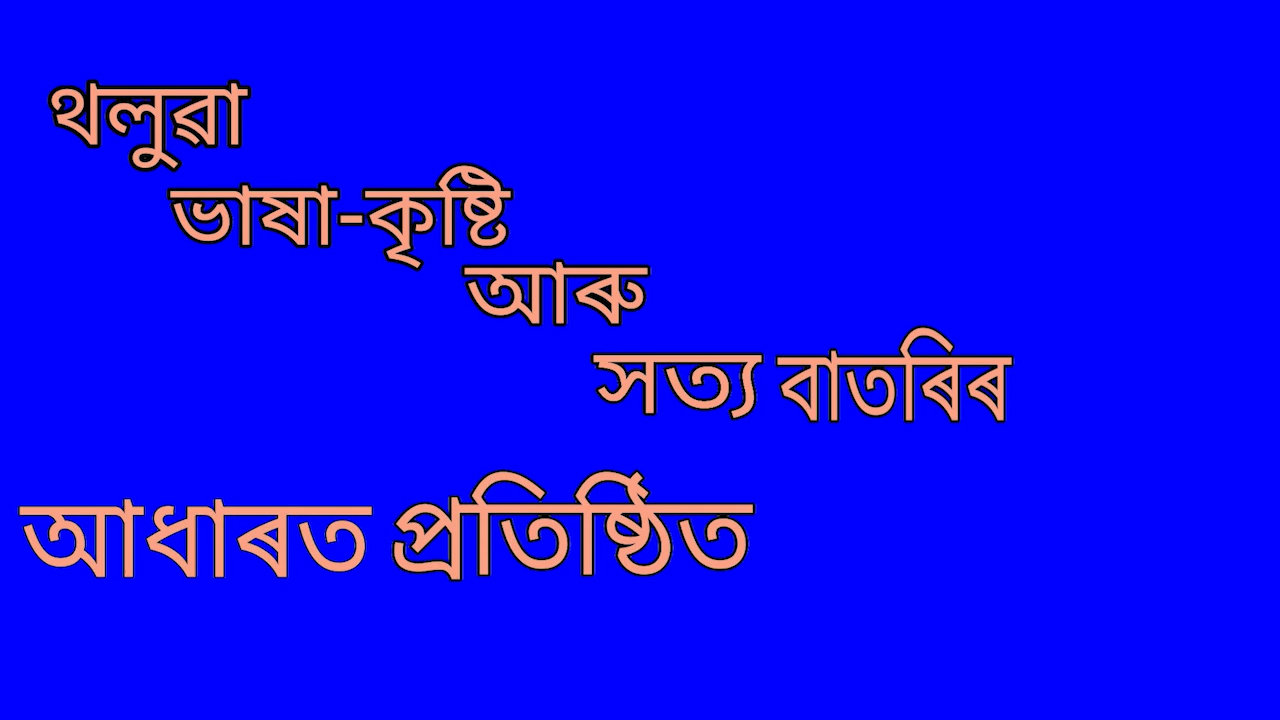 থলুৱা
ভাষা-কৃষ্টি
আৰু
সত্য বাতৰিৰ
আধাৰত প্ৰতিষ্ঠিত